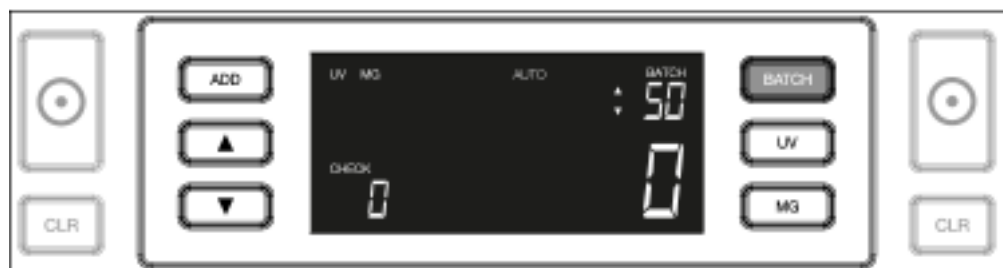 ADD
UV MG AUTO BATCH
50
CHECK
0
0
BATCH
UV
MG
CLR
CLR